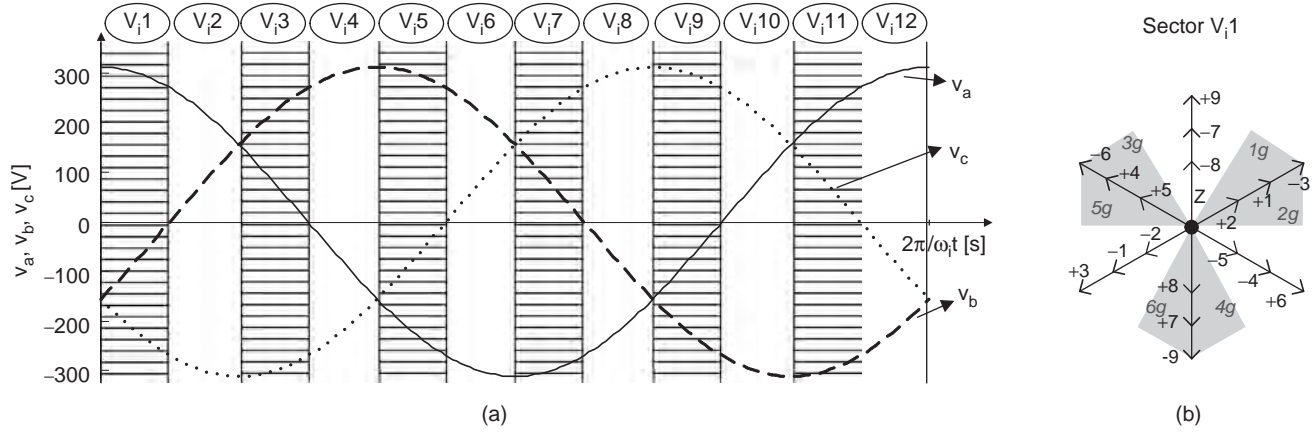 Vi1 Vi2 Vi3 Vi4 Vi5 Vi6 Vi7 Vi8 Vi9 Vi10 Vi11 Vi12
va, vb, vc [V]
300
200
100
0
−100
−200
−300
va
vc
2π/ωit [s]
vb
(a)
Sector Vi1
+9
−7
−8
3g
−6
+4
+5
5g
1g
−3
+1
+2
2g
Z
−2
−1
+3
−5
−4
+6
+8
+7
-9
6g
4g
(b)